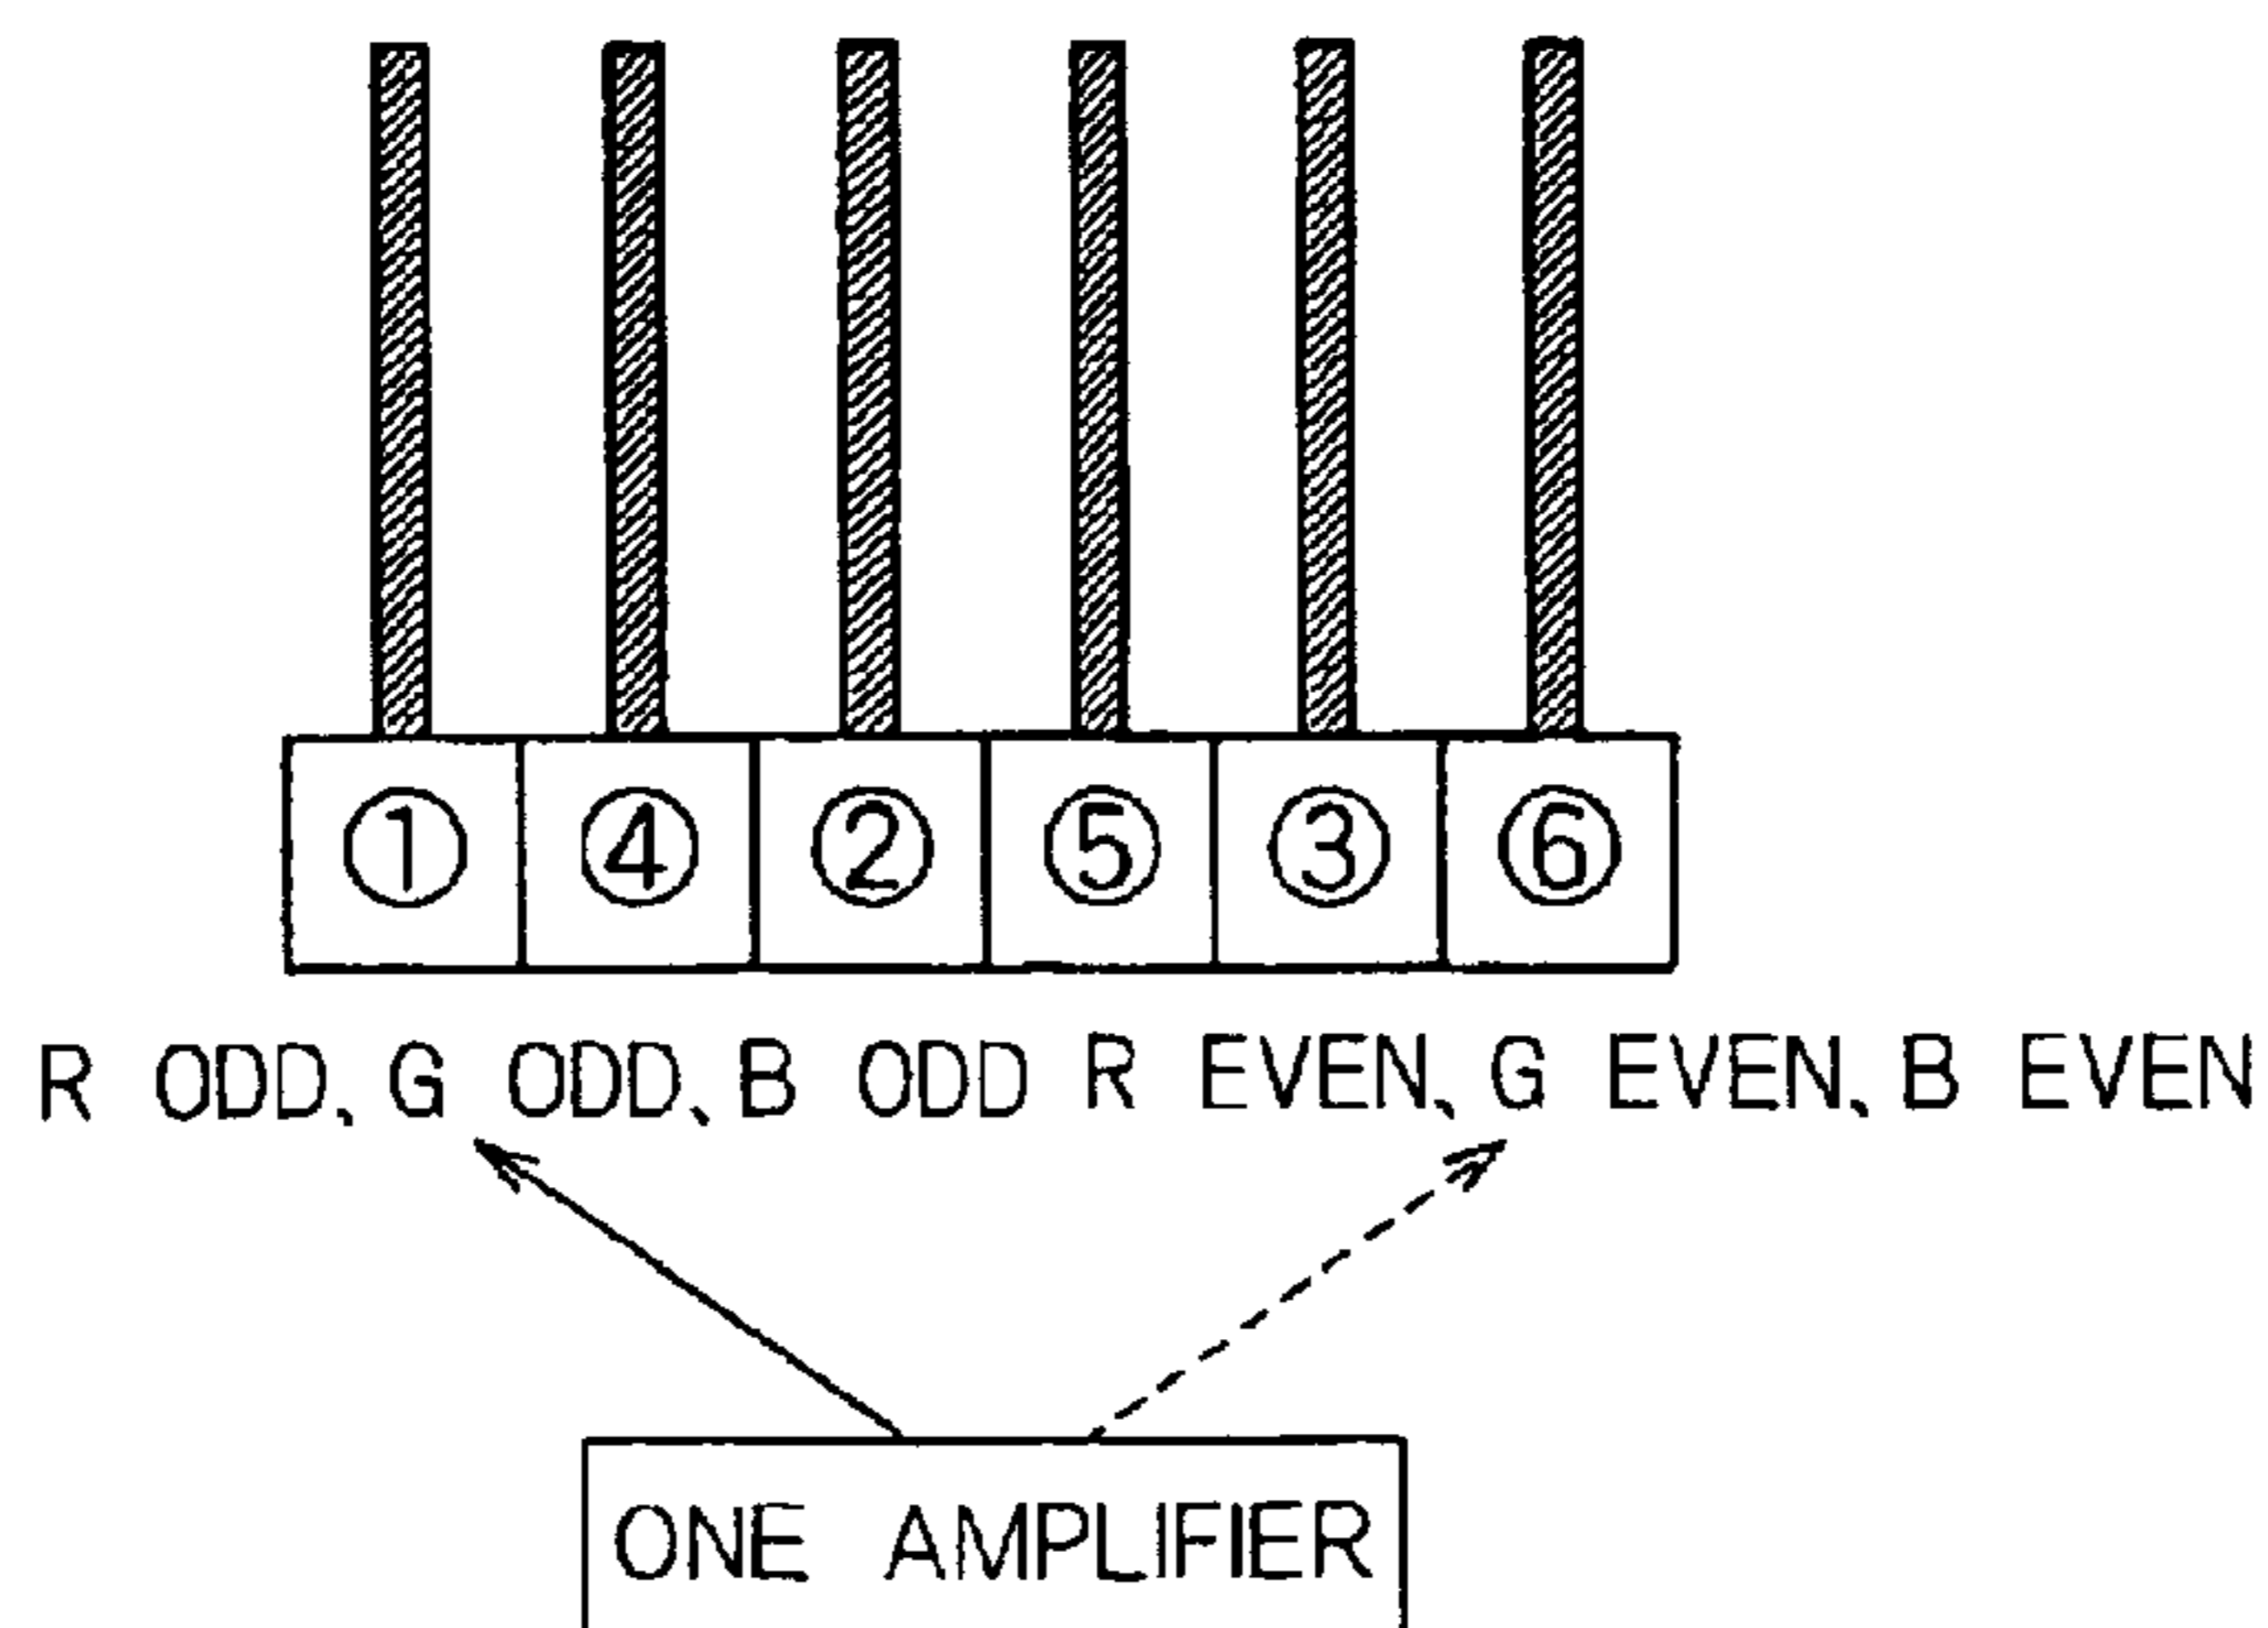 ① ④ ② ⑤ ③ ⑥
R ODD, G ODD, B ODD R EVEN, G EVEN, B EVEN
ONE AMPLIFIER